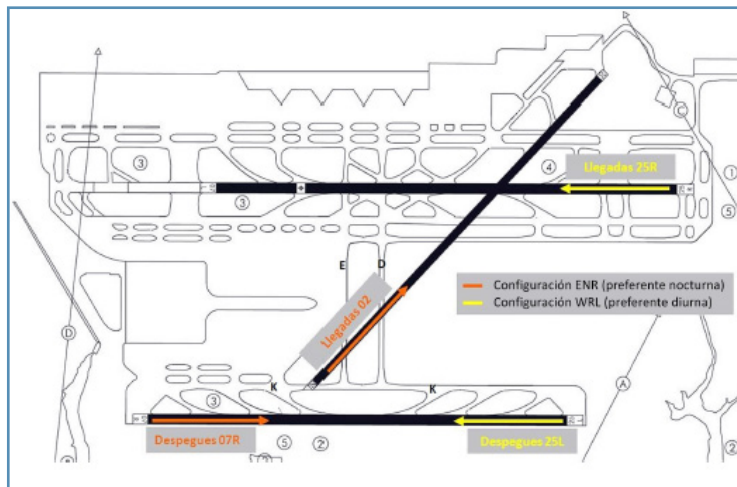 3
4
Llegadas 25R
1
3
5
E
D
Configuración ENR (preferente nocturna)
Configuración WRL (preferente diurna)
Llegadas 02
D
A
K
K
3
Despegues 07R
5
2
Despegues 25L
2